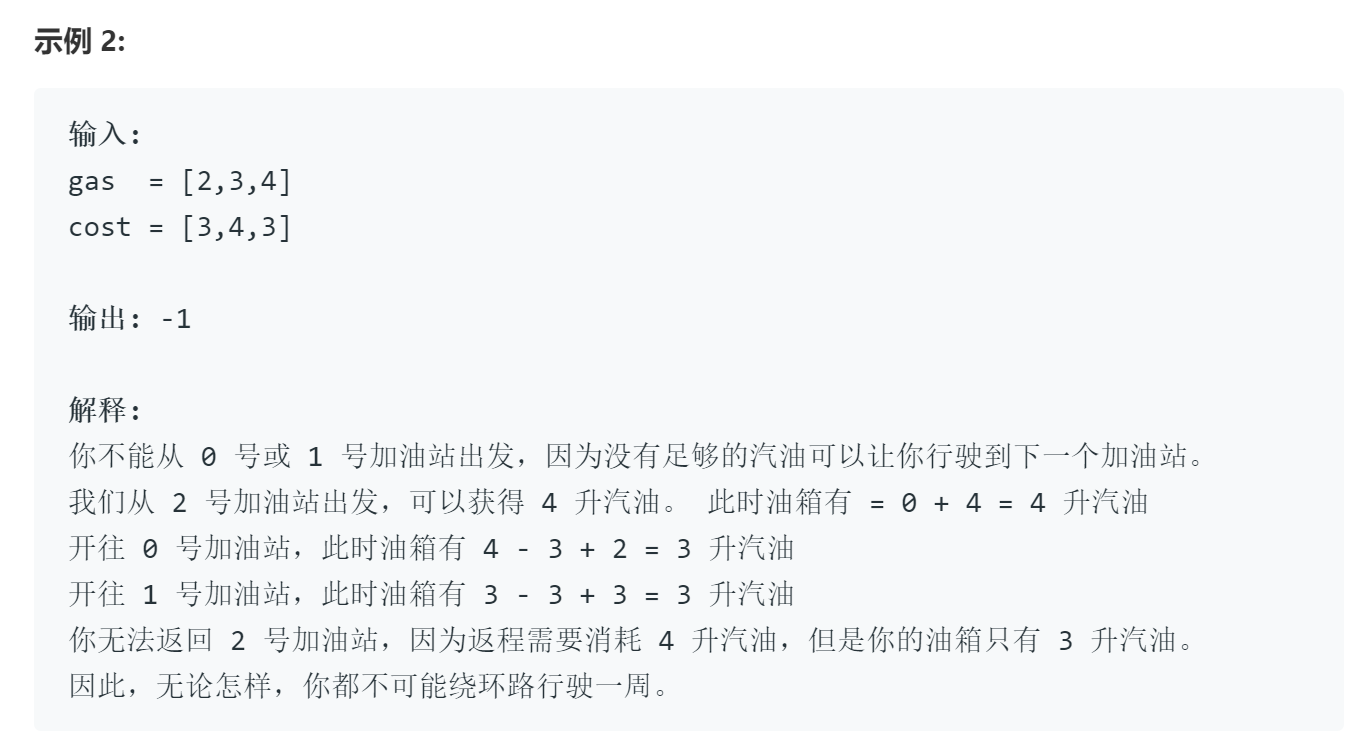 示例 2:
输入:
gas  = [2,3,4]
cost = [3,4,3]
输出: -1
解释:
你不能从 0 号或 1 号加油站出发，因为没有足够的汽油可以让你行驶到下一个加油站。
我们从 2 号加油站出发，可以获得 4 升汽油。 此时油箱有 = 0 + 4 = 4 升汽油
开往 0 号加油站，此时油箱有 4 - 3 + 2 = 3 升汽油
开往 1 号加油站，此时油箱有 3 - 3 + 3 = 3 升汽油
你无法返回 2 号加油站，因为返程需要消耗 4 升汽油，但是你的油箱只有 3 升汽油。
因此，无论怎样，你都不可能绕环路行驶一周。